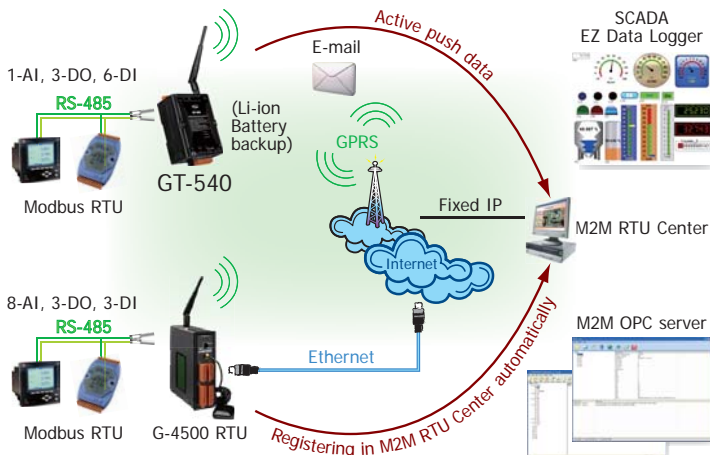 SCADA
EZ Data Logger
Active push data
E-mail
1-AI, 3-DO, 6-DI
RS-485
(Li-ion
Battery
backup)
GPRS
GT-540
Modbus RTU
Fixed IP
M2M RTU Center
Internet
8-AI, 3-DO, 3-DI
RS-485
Ethernet
M2M OPC server
Modbus RTU
G-4500 RTU
Registering in M2M RTU Center automatically